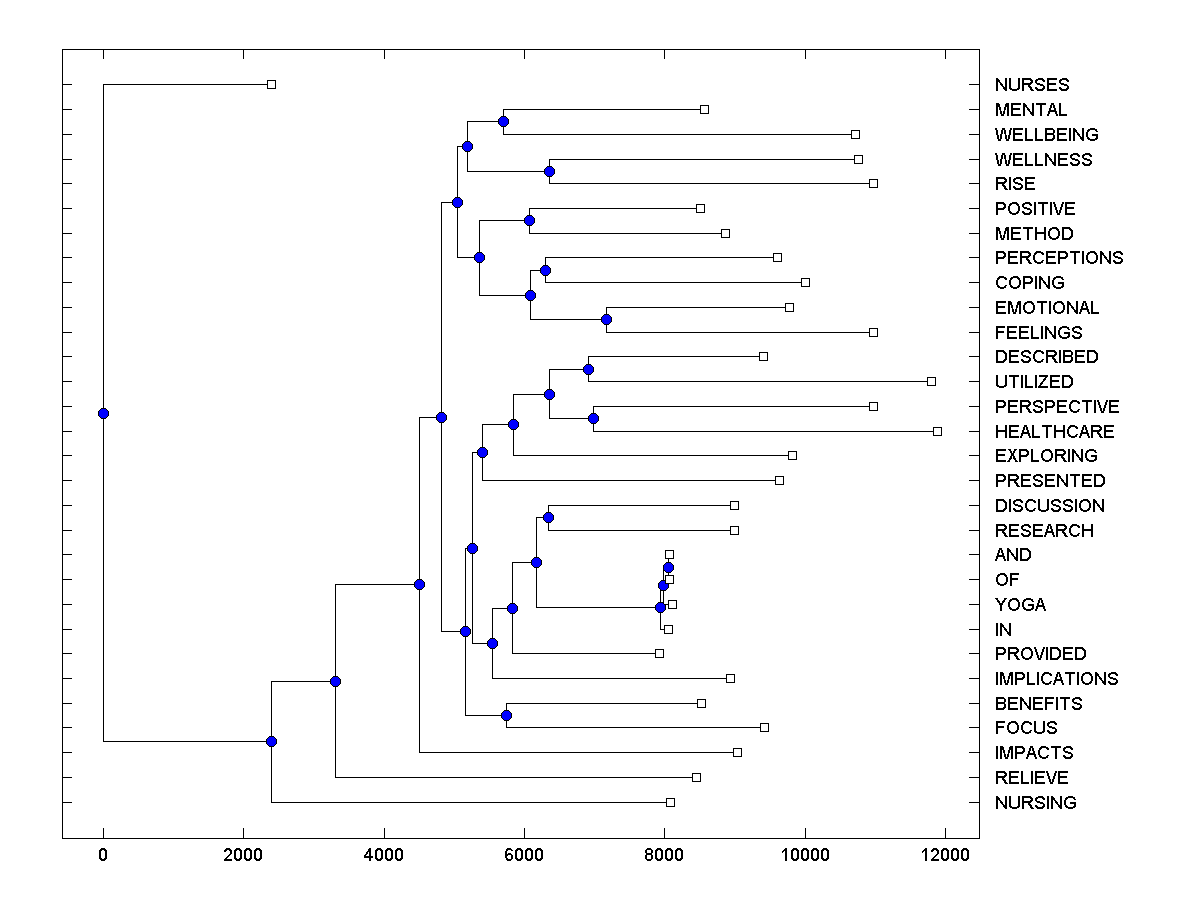 NURSES
MENTAL
WELLBEING
WELLNESS
RISE
POSITIVE
METHOD
PERCEPTIONS
COPING
EMOTIONAL
FEELINGS
DESCRIBED
UTILIZED
PERSPECTIVE
HEALTHCARE
EXPLORING
PRESENTED
DISCUSSION
RESEARCH
AND
OF
YOGA
IN
PROVIDED
IMPLICATIONS
BENEFITS
FOCUS
IMPACTS
RELIEVE
NURSING
0 2000 4000 6000 8000 10000 12000